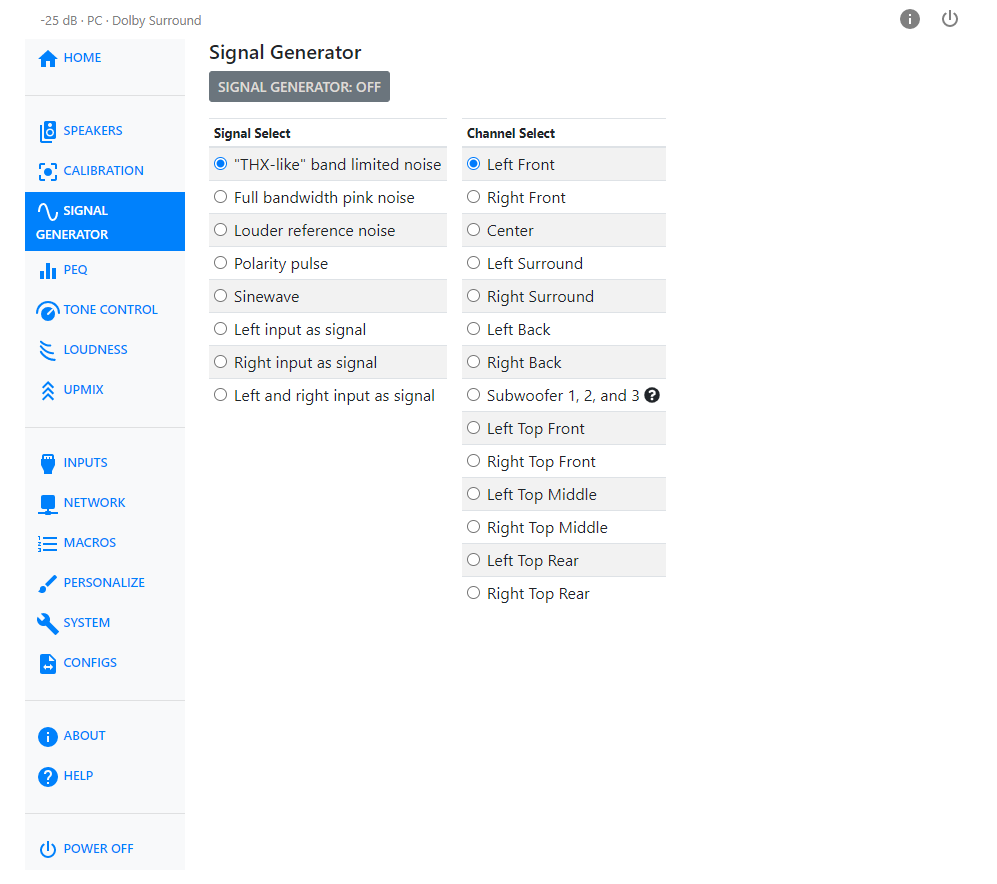 -25 dB · PC · Dolby Surround
HOME
SPEAKERS
CALIBRATION
SIGNAL
GENERATOR
PEQ
TONE CONTROL
LOUDNESS
UPMIX
INPUTS
NETWORK
MACROS
PERSONALIZE
SYSTEM
CONFIGS
ABOUT
HELP
POWER OFF
Signal Generator
SIGNAL GENERATOR: OFF
Signal Select
"THX-like" band limited noise
Full bandwidth pink noise
Louder reference noise
Polarity pulse
Sinewave
Left input as signal
Right input as signal
Left and right input as signal
Channel Select
Left Front
Right Front
Center
Left Surround
Right Surround
Left Back
Right Back
Subwoofer 1, 2, and 3
Left Top Front
Right Top Front
Left Top Middle
Right Top Middle
Left Top Rear
Right Top Rear